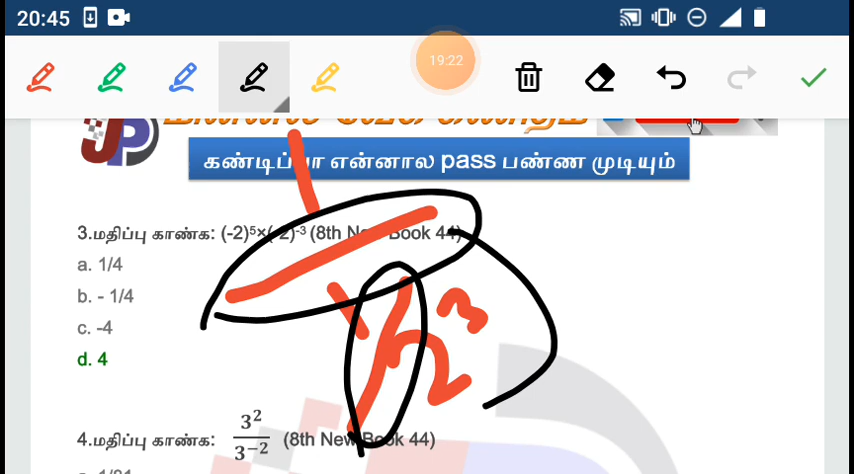 20:45
19:22
JP
கண்டிப்பா என்னால pass பண்ண முடியும்
3.மதிப்பு காண்க: (-2)⁵×(-2)⁻³ (8th New Book 44)
a. 1/4
b. - 1/4
c. -4
d. 4
2³
4.மதிப்பு காண்க: 3²/3⁻² (8th New Book 44)